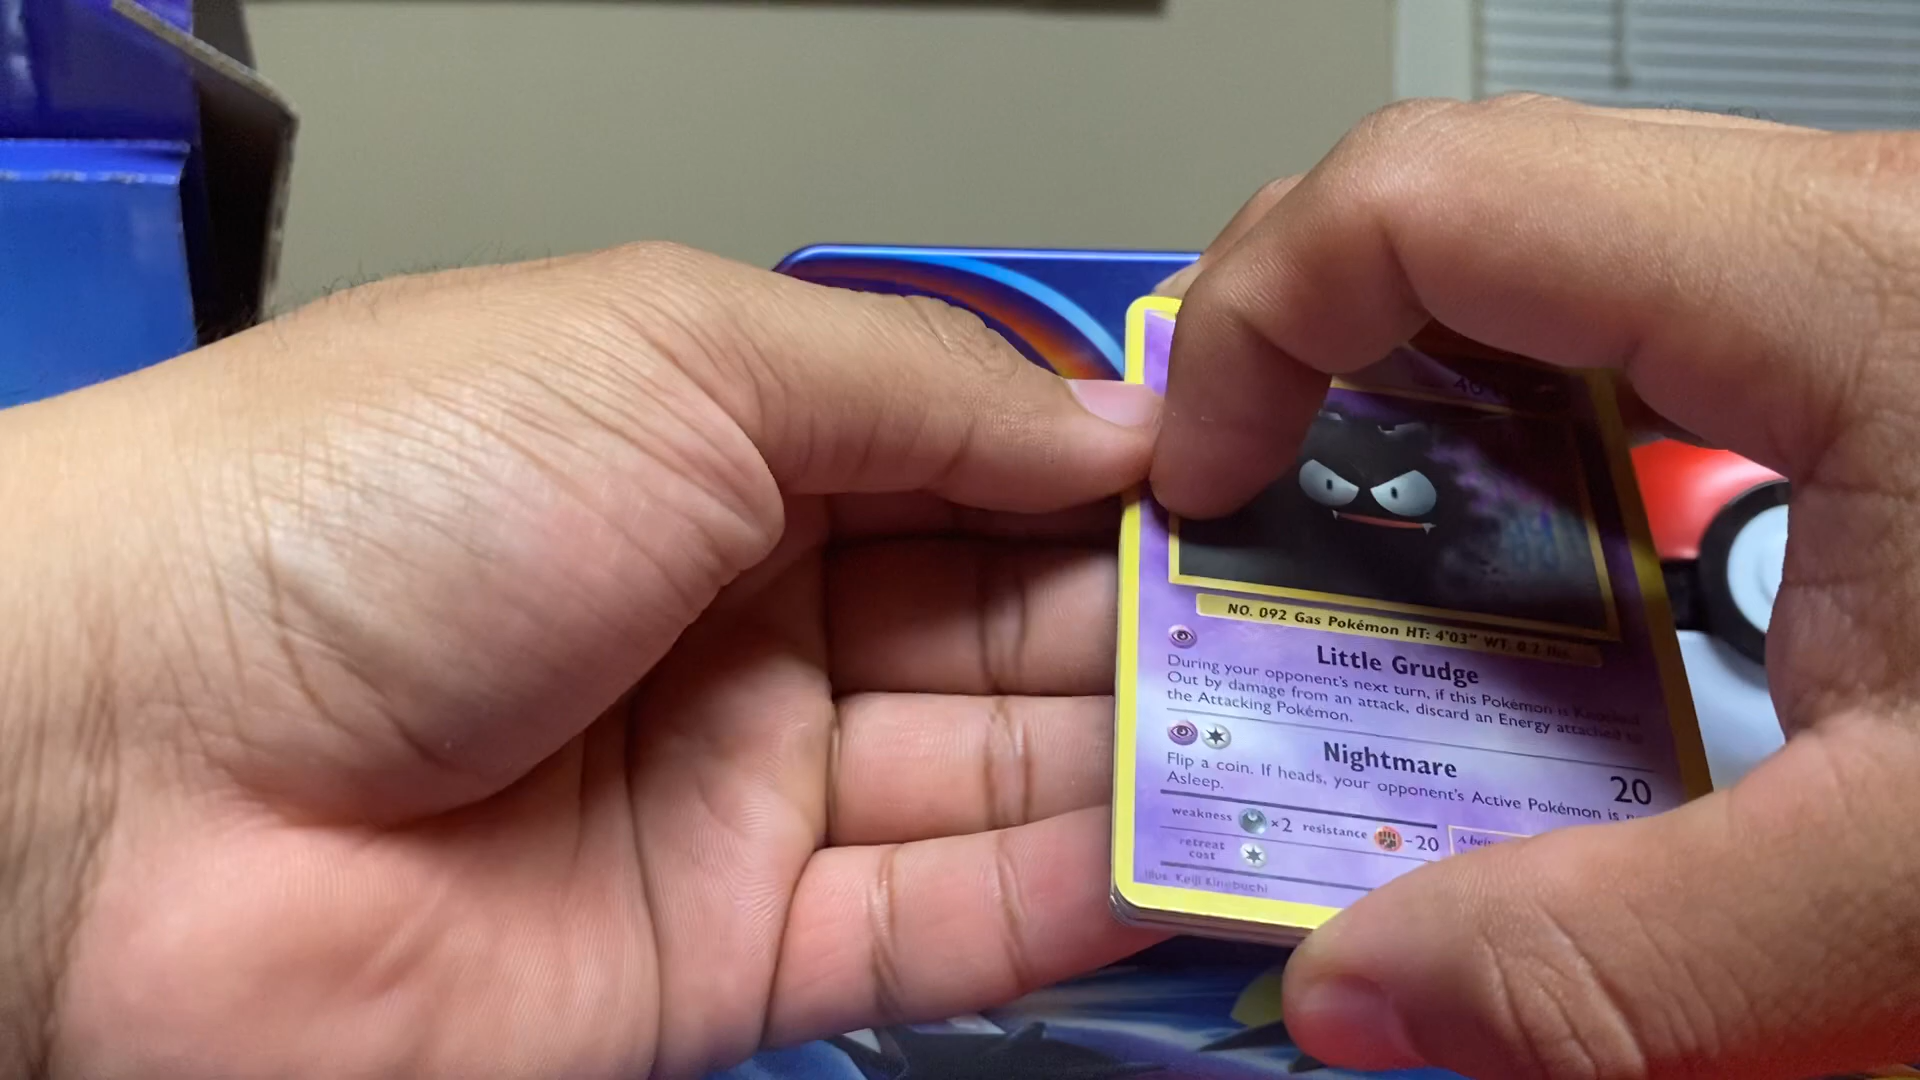 40
NO. 092 Gas Pokémon HT: 4'03" WT. 0.2 lbs.
Little Grudge
During your opponent's next turn, if this Pokémon is Knocked
Out by damage from an attack, discard an Energy attached to
the Attacking Pokémon.
Nightmare 20
Flip a coin. If heads, your opponent's Active Pokémon is
Asleep.
weakness ×2 resistance -20
A
retreat
cost
Illus. Keiji Kinebuchi